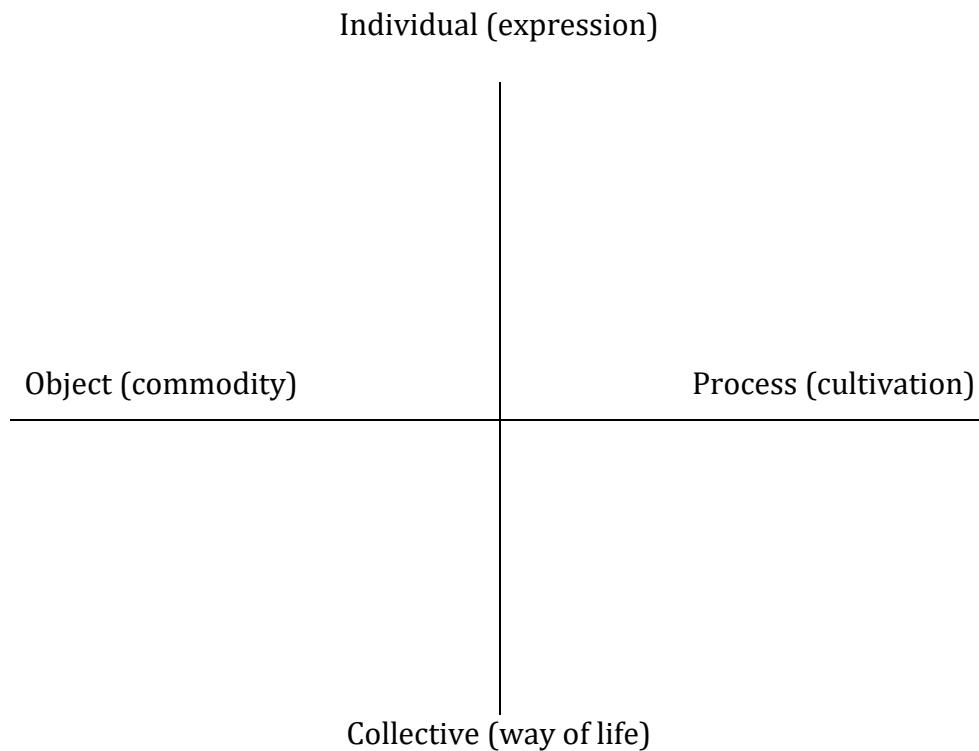 Individual (expression)
Object (commodity)
Process (cultivation)
Collective (way of life)